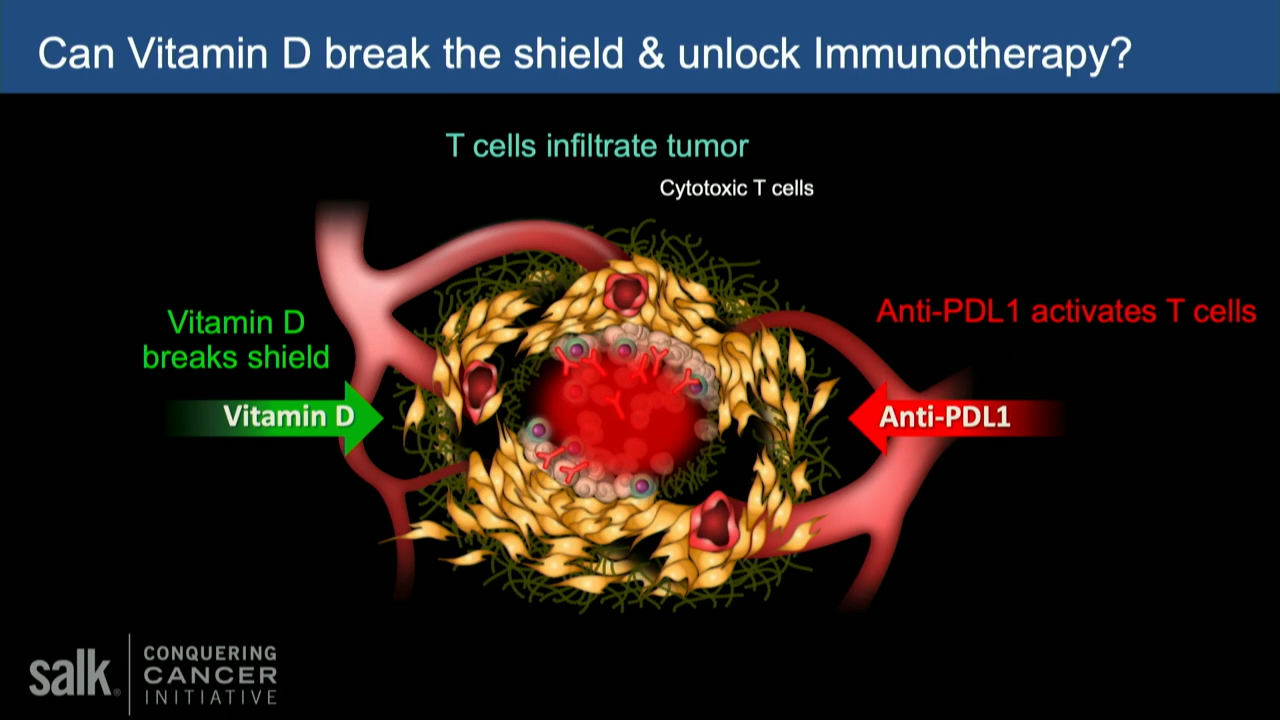 Can Vitamin D break the shield & unlock Immunotherapy?
T cells infiltrate tumor
Cytotoxic T cells
Vitamin D
breaks shield
Anti-PDL1 activates T cells
Vitamin D
Anti-PDL1
salk®
CONQUERING
CANCER
INITIATIVE